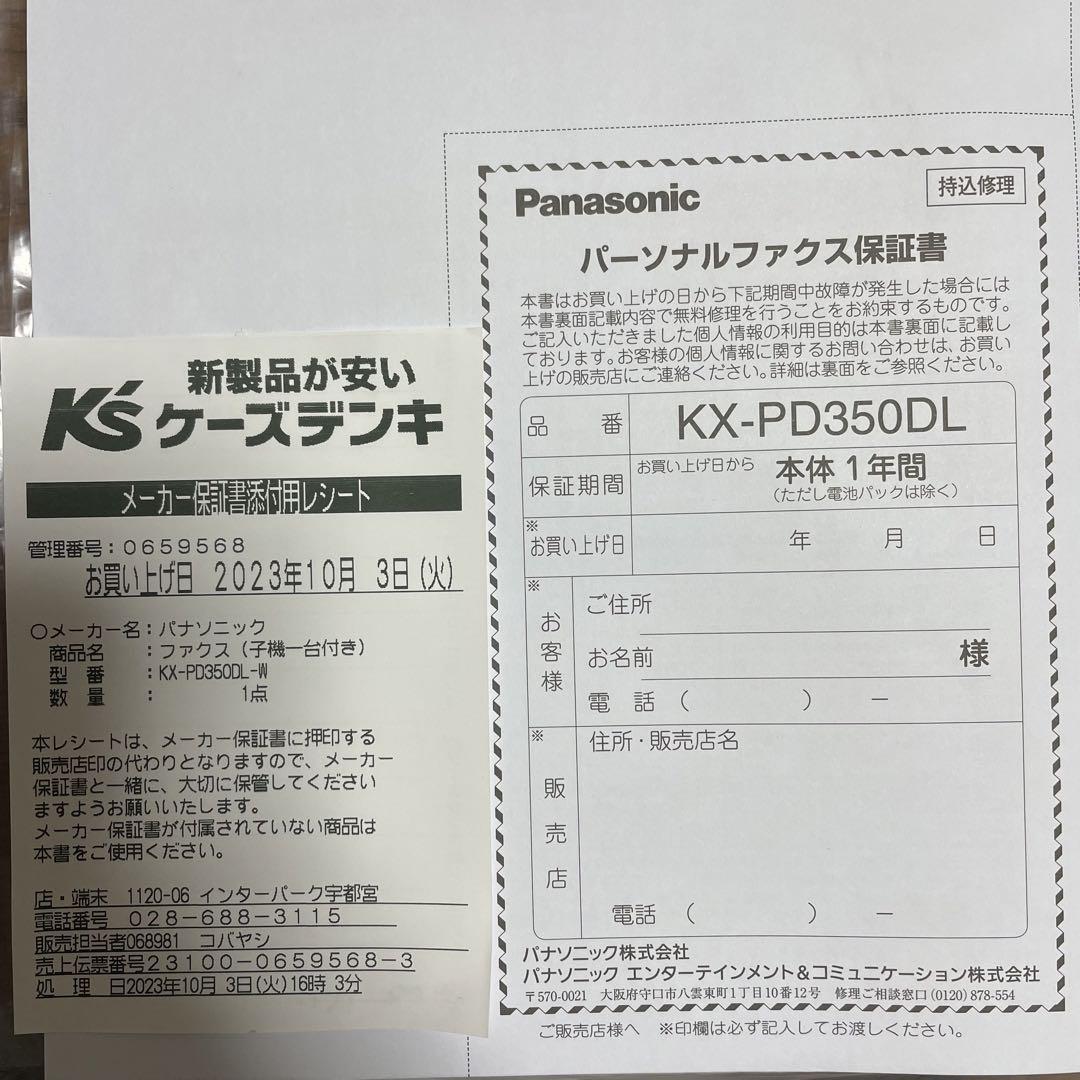 新製品が安い
K's ケーズデンキ
メーカー保証書添付用レシート
管理番号：0659568
お買い上げ日 2023年10月 3日(火)
○メーカー名：パナソニック
商品名 ：ファクス(子機一台付き)
型 番 ：KX-PD350DL-W
数 量 ： 1点
本レシートは、メーカー保証書に押印する
販売店印の代わりとなりますので、メーカー
保証書と一緒に、大切に保管してください
ますようお願いいたします。
メーカー保証書が付属されていない商品は
本書をご使用ください。
店・端末 1120-06 インターパーク宇都宮
電話番号 028-688-3115
販売担当者068981 コバヤシ
売上伝票番号23100-0659568-3
処 理 日2023年10月 3日(火)16時 3分
Panasonic
持込修理
パーソナルファクス保証書
本書はお買い上げの日から下記期間中故障が発生した場合には
本書裏面記載内容で無料修理を行うことをお約束するものです。
ご記入いただきました個人情報の利用目的は本書裏面に記載し
ております。お客様の個人情報に関するお問い合わせは、お買い
上げの販売店にご連絡ください。詳細は裏面をご参照ください。
品 番 KX-PD350DL
保証期間 お買い上げ日から 本体1年間
(ただし電池パックは除く)
※お買い上げ日 年 月 日
※お客様
ご住所
お名前 様
電 話 ( ) －
※販売店
住所・販売店名
電話 ( ) －
パナソニック株式会社
パナソニック エンターテインメント＆コミュニケーション株式会社
〒570-0021 大阪府守口市八雲東町1丁目10番12号 修理ご相談窓口(0120)878-554
ご販売店様へ ※印欄は必ず記入してお渡しください。